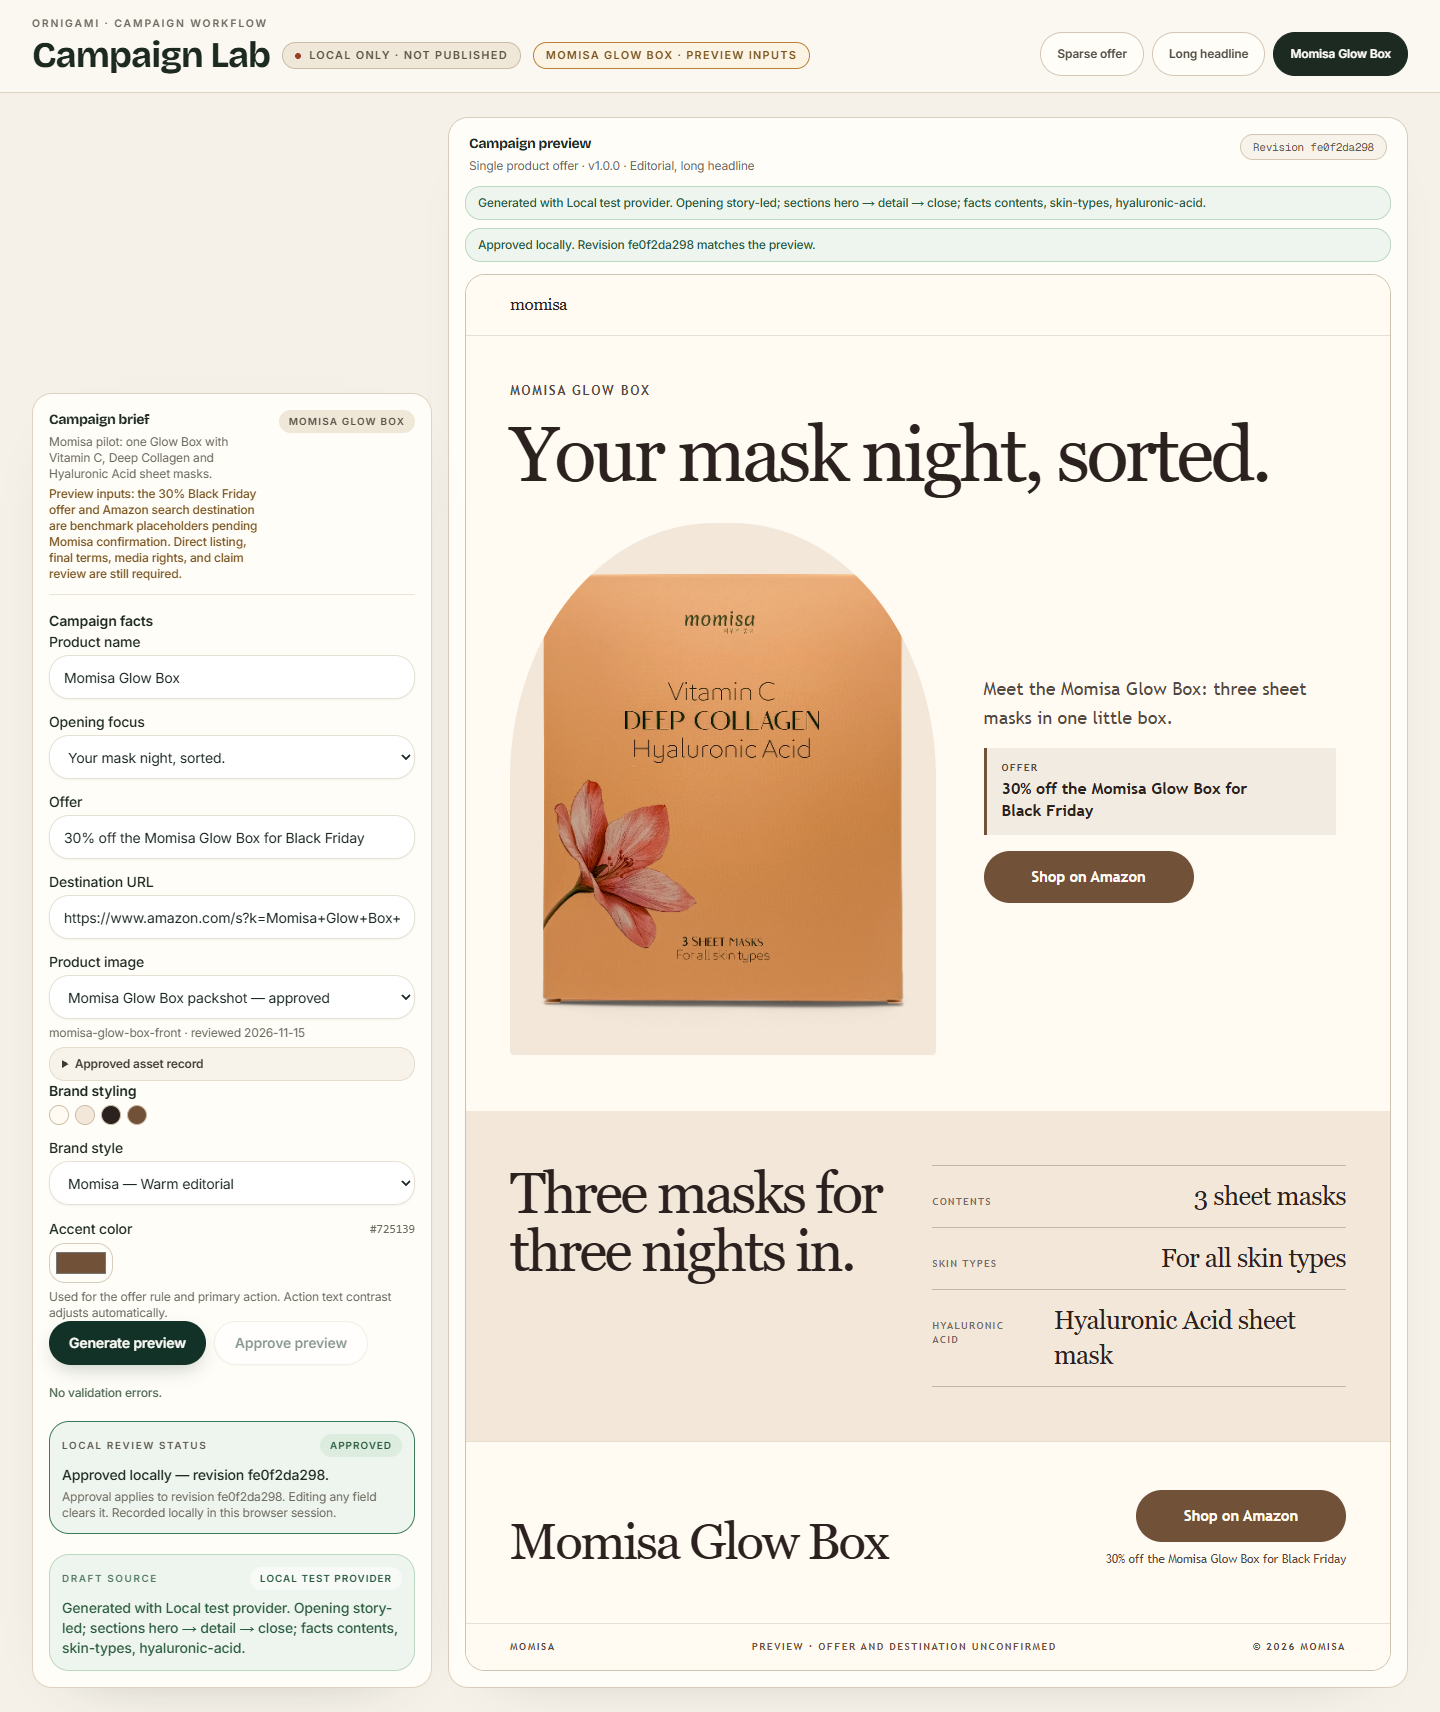 ORNIGAMI · CAMPAIGN WORKFLOW
Campaign Lab
LOCAL ONLY · NOT PUBLISHED
MOMISA GLOW BOX · PREVIEW INPUTS
Sparse offer
Long headline
Momisa Glow Box
Campaign brief
MOMISA GLOW BOX
Momisa pilot: one Glow Box with
Vitamin C, Deep Collagen and
Hyaluronic Acid sheet masks.
Preview inputs: the 30% Black Friday
offer and Amazon search destination
are benchmark placeholders pending
Momisa confirmation. Direct listing,
final terms, media rights, and claim
review are still required.
Campaign facts
Product name
Momisa Glow Box
Opening focus
Your mask night, sorted.
Offer
30% off the Momisa Glow Box for Black Friday
Destination URL
https://www.amazon.com/s?k=Momisa+Glow+Box+
Product image
Momisa Glow Box packshot — approved
momisa-glow-box-front · reviewed 2026-11-15
Approved asset record
Brand styling
Brand style
Momisa — Warm editorial
Accent color
#725139
Used for the offer rule and primary action. Action text contrast
adjusts automatically.
Generate preview
Approve preview
No validation errors.
LOCAL REVIEW STATUS
APPROVED
Approved locally — revision fe0f2da298.
Approval applies to revision fe0f2da298. Editing any field
clears it. Recorded locally in this browser session.
DRAFT SOURCE
LOCAL TEST PROVIDER
Generated with Local test provider. Opening story-
led; sections hero → detail → close; facts contents,
skin-types, hyaluronic-acid.
Campaign preview
Single product offer · v1.0.0 · Editorial, long headline
Revision fe0f2da298
Generated with Local test provider. Opening story-led; sections hero → detail → close; facts contents, skin-types, hyaluronic-acid.
Approved locally. Revision fe0f2da298 matches the preview.
momisa
MOMISA GLOW BOX
Your mask night, sorted.
momisa
Vitamin C
DEEP COLLAGEN
Hyaluronic Acid
3 SHEET MASKS
For all skin types
Meet the Momisa Glow Box: three sheet
masks in one little box.
OFFER
30% off the Momisa Glow Box for
Black Friday
Shop on Amazon
Three masks for
three nights in.
CONTENTS
3 sheet masks
SKIN TYPES
For all skin types
HYALURONIC
ACID
Hyaluronic Acid sheet
mask
Momisa Glow Box
Shop on Amazon
30% off the Momisa Glow Box for Black Friday
MOMISA
PREVIEW · OFFER AND DESTINATION UNCONFIRMED
© 2026 MOMISA